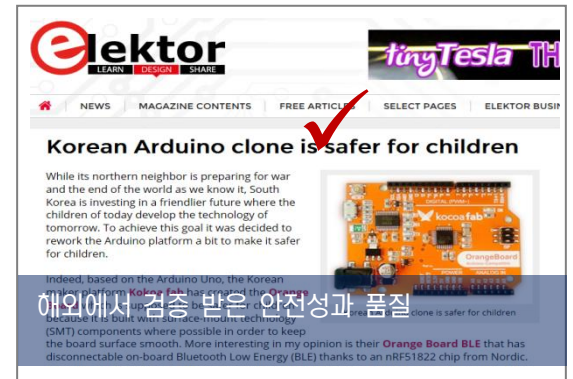 elektor
LEARN DESIGN SHARE
tinyTesla TH
NEWS MAGAZINE CONTENTS FREE ARTICLES SELECT PAGES ELEKTOR BUSIN
Korean Arduino clone is safer for children
While its northern neighbor is preparing for war
and the end of the world as we know it, South
Korea is investing in a friendlier future where the
children of today develop the technology of
tomorrow. To achieve this goal it was decided to
rework the Arduino platform a bit to make it safer
for children.
DIGITAL (PWM~)
kocoafab
OrangeBoard
POWER ANALOG IN
Indeed, based on the Arduino Uno, the Korean
maker platform Kokoa fab has created the Orange
해외에서 검증 받은 안전성과 품질
clone is safer for children
because it is built with surface-mount technology
(SMT) components where possible in order to keep
the board surface smooth. More interesting in my opinion is their Orange Board BLE that has
disconnectable on-board Bluetooth Low Energy (BLE) thanks to an nRF51822 chip from Nordic.